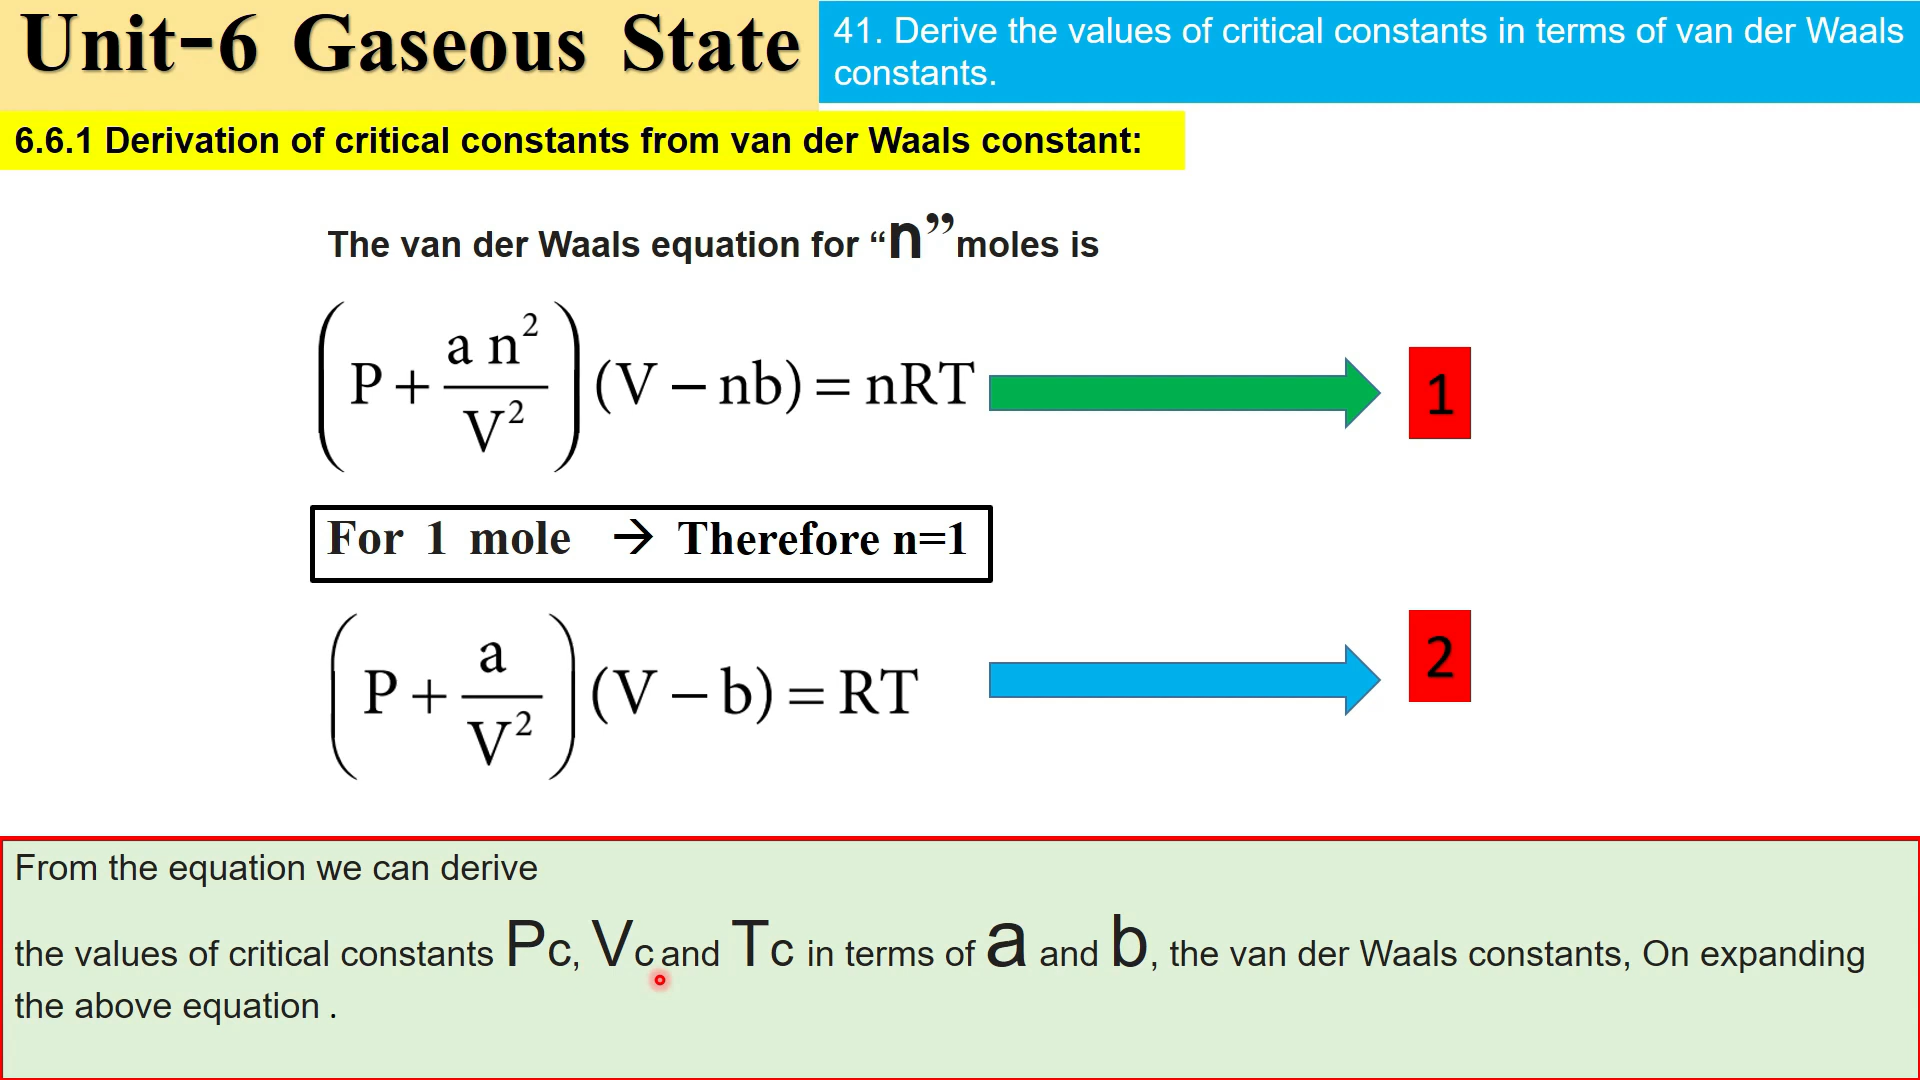 Unit-6 Gaseous State
41. Derive the values of critical constants in terms of van der Waals
constants.
6.6.1 Derivation of critical constants from van der Waals constant:
The van der Waals equation for “n” moles is
(P + a n²/V²) (V − nb) = nRT
1
For 1 mole → Therefore n=1
(P + a/V²) (V − b) = RT
2
From the equation we can derive
the values of critical constants Pc, Vc and Tc in terms of a and b, the van der Waals constants, On expanding
the above equation .